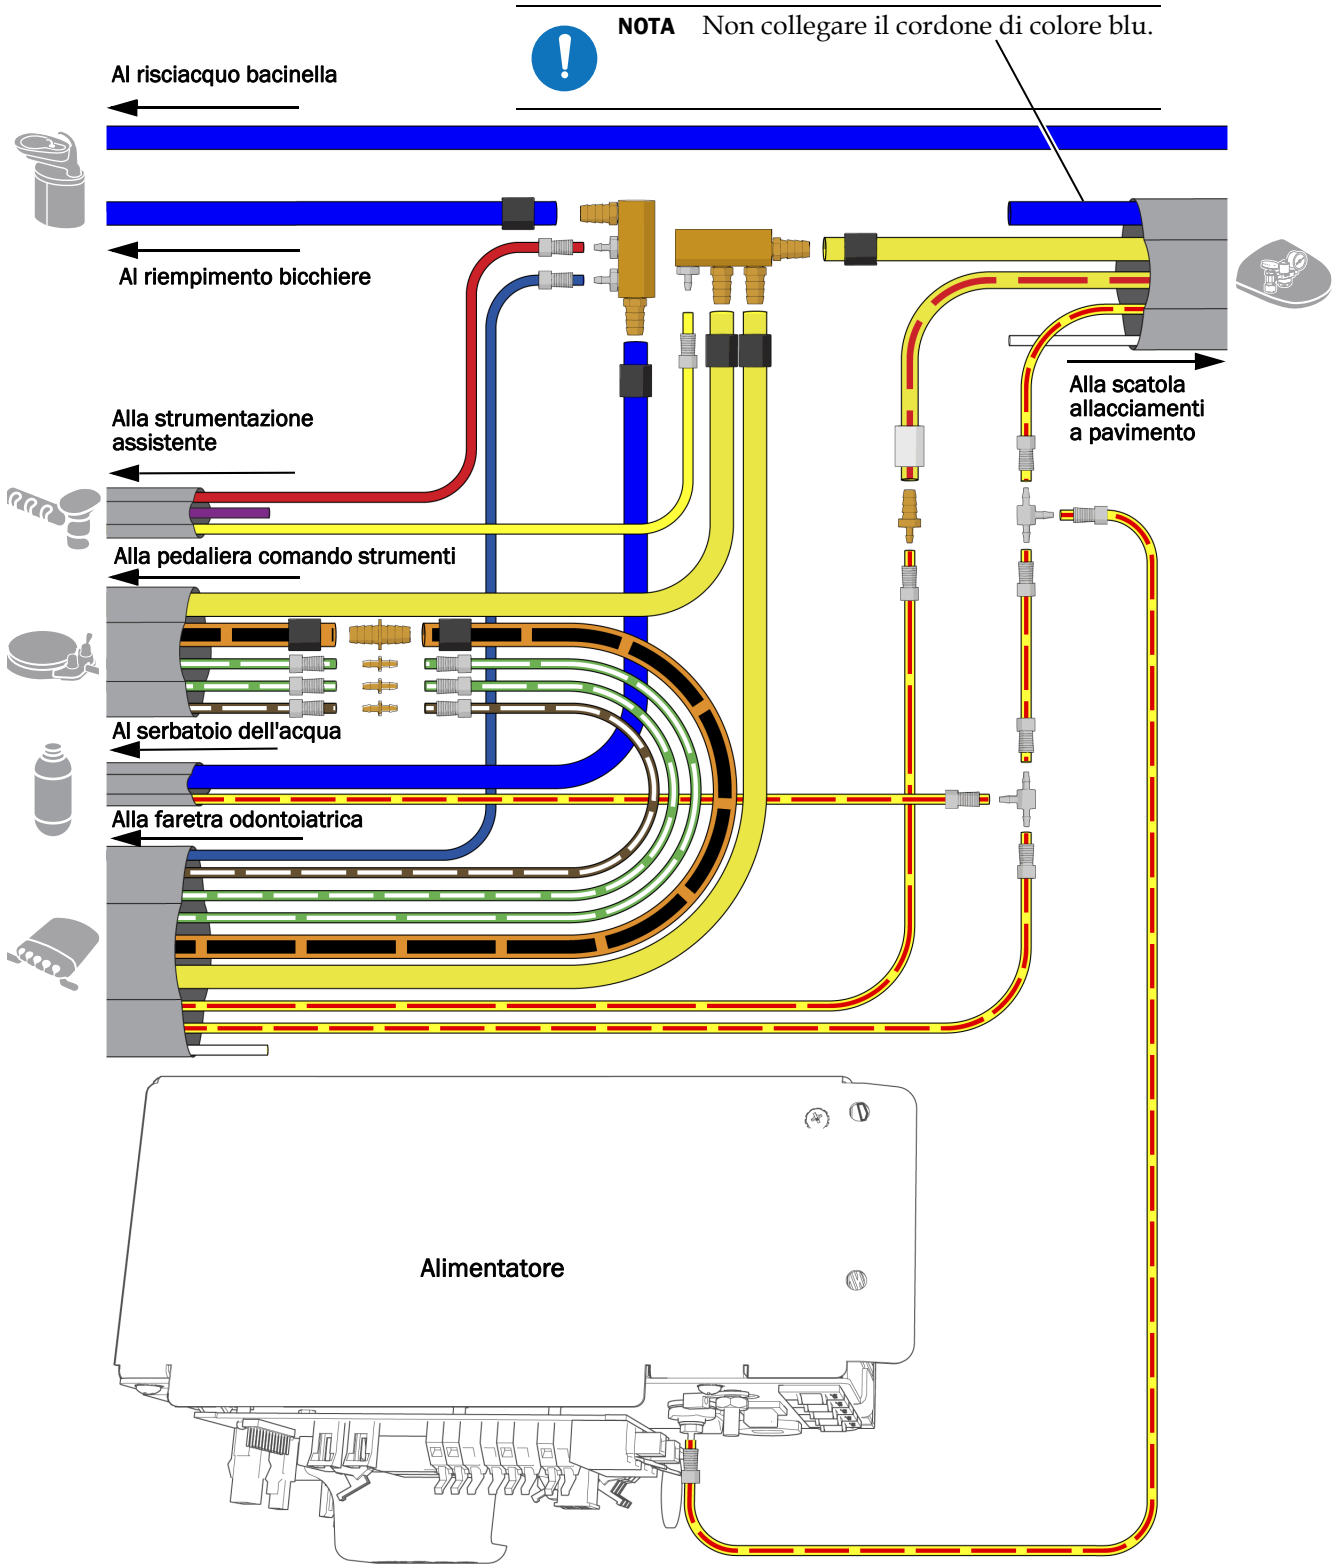 NOTA Non collegare il cordone di colore blu.
Al risciacquo bacinella
Al riempimento bicchiere
Alla scatola
allacciamenti
a pavimento
Alla strumentazione
assistente
Alla pedaliera comando strumenti
Al serbatoio dell'acqua
Alla faretra odontoiatrica
Alimentatore